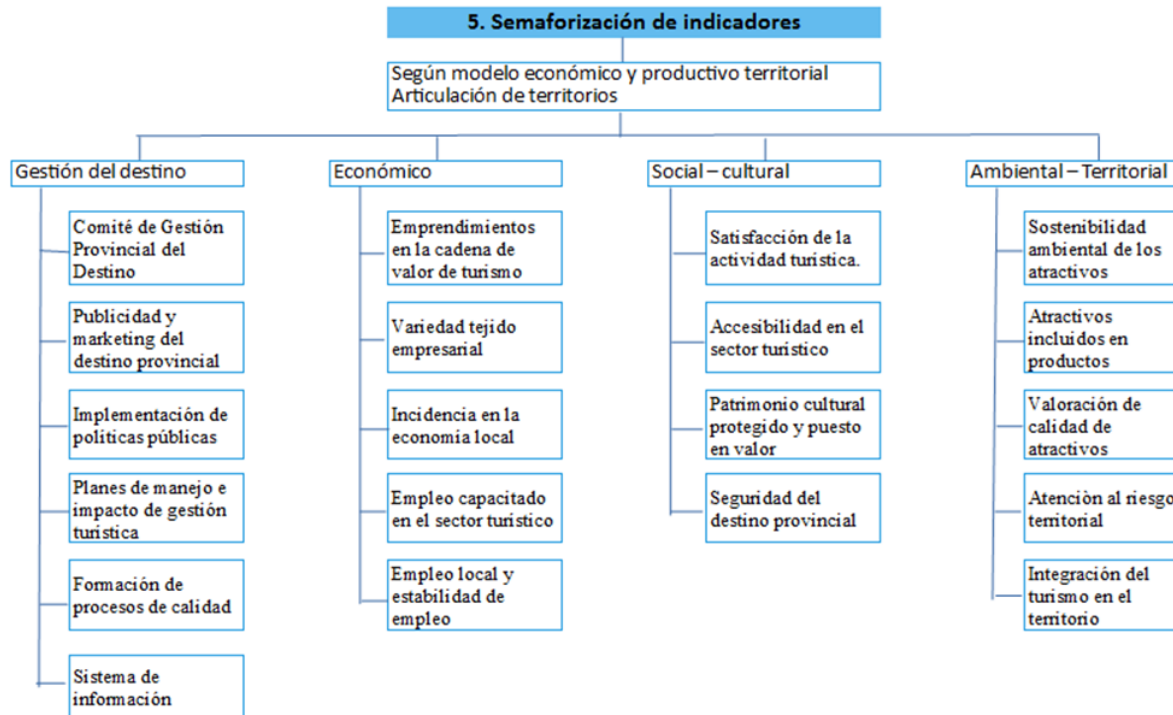 5. Semaforización de indicadores
Según modelo económico y productivo territorial
Articulación de territorios
Gestión del destino
Comité de Gestión
Provincial del
Destino
Publicidad y
marketing del
destino provincial
Implementación de
políticas públicas
Planes de manejo e
impacto de gestión
turística
Formación de
procesos de calidad
Sistema de
información
Económico
Emprendimientos
en la cadena de
valor de turismo
Variedad tejido
empresarial
Incidencia en la
economía local
Empleo capacitado
en el sector turístico
Empleo local y
estabilidad de
empleo
Social – cultural
Satisfacción de la
actividad turística.
Accesibilidad en el
sector turístico
Patrimonio cultural
protegido y puesto
en valor
Seguridad del
destino provincial
Ambiental – Territorial
Sostenibilidad
ambiental de los
atractivos
Atractivos
incluidos en
productos
Valoración de
calidad de
atractivos
Atenciòn al riesgo
territorial
Integración del
turismo en el
territorio